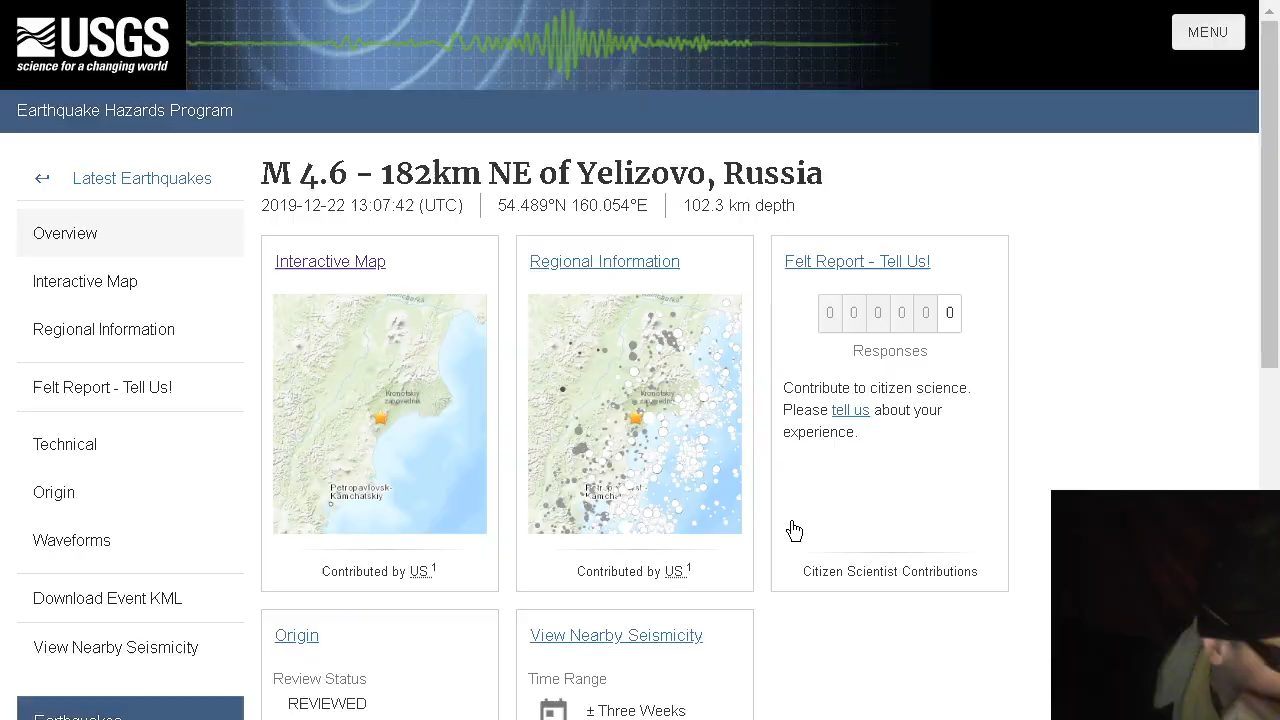 USGS
science for a changing world
MENU
Earthquake Hazards Program
Latest Earthquakes
Overview
Interactive Map
Regional Information
Felt Report - Tell Us!
Technical
Origin
Waveforms
Download Event KML
View Nearby Seismicity
Earthquakes
M 4.6 - 182km NE of Yelizovo, Russia
2019-12-22 13:07:42 (UTC)
54.489°N 160.054°E
102.3 km depth
Interactive Map
Kronotskiy
zapovednik
Petropavlovsk-
Kamchatskiy
Contributed by US 1
Regional Information
Kronotskiy
Kamchatskiy
Contributed by US 1
Felt Report - Tell Us!
0 0 0 0 0 0
Responses
Contribute to citizen science.
Please tell us about your
experience.
Citizen Scientist Contributions
Origin
Review Status
REVIEWED
View Nearby Seismicity
Time Range
± Three Weeks